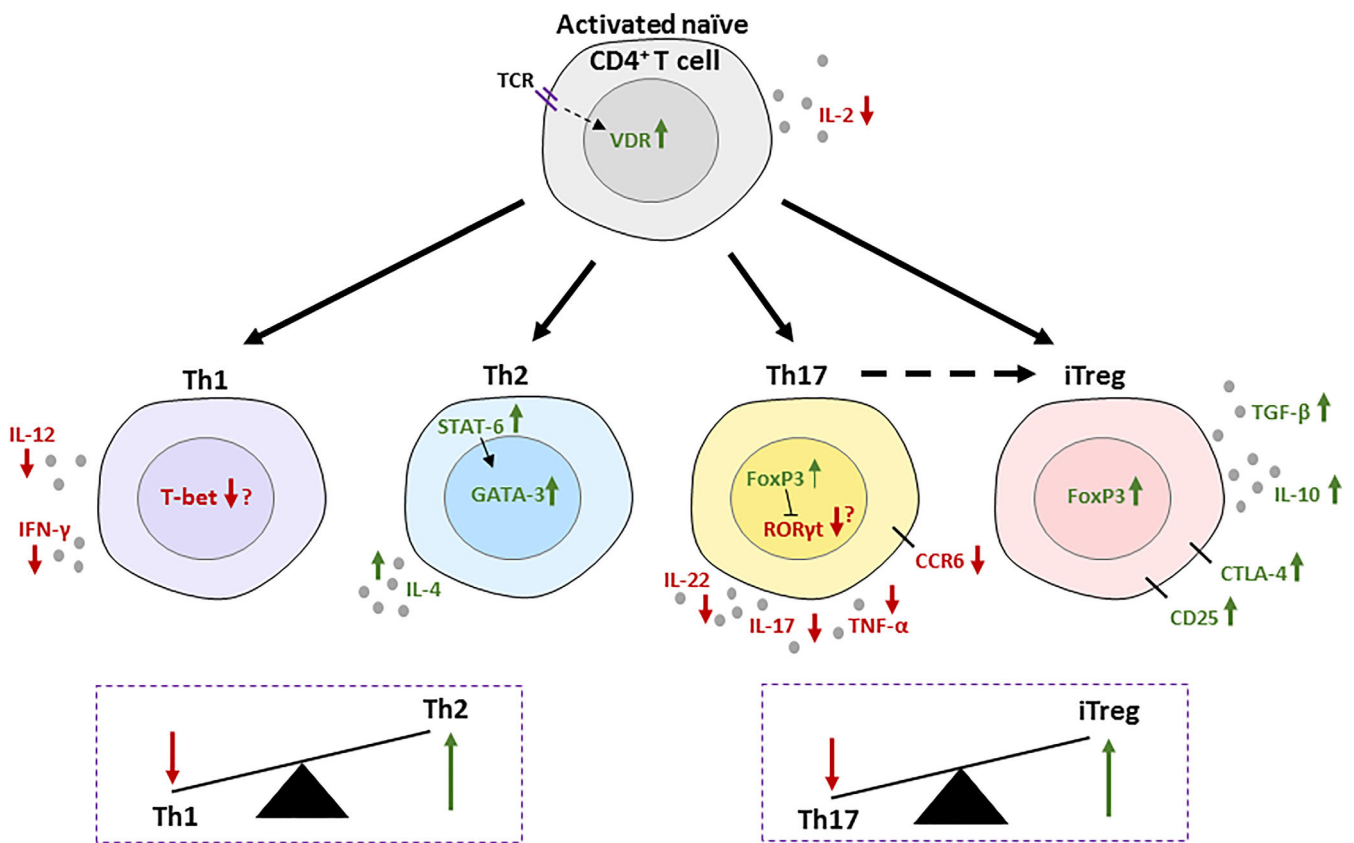 Activated naïve
CD4⁺ T cell
TCR
VDR
IL-2
Th1
Th2
Th17
iTreg
IL-12
IFN-γ
T-bet ?
STAT-6
GATA-3
IL-4
FoxP3
RORγt ?
CCR6
IL-22
IL-17
TNF-α
TGF-β
IL-10
FoxP3
CTLA-4
CD25
Th2
Th1
iTreg
Th17